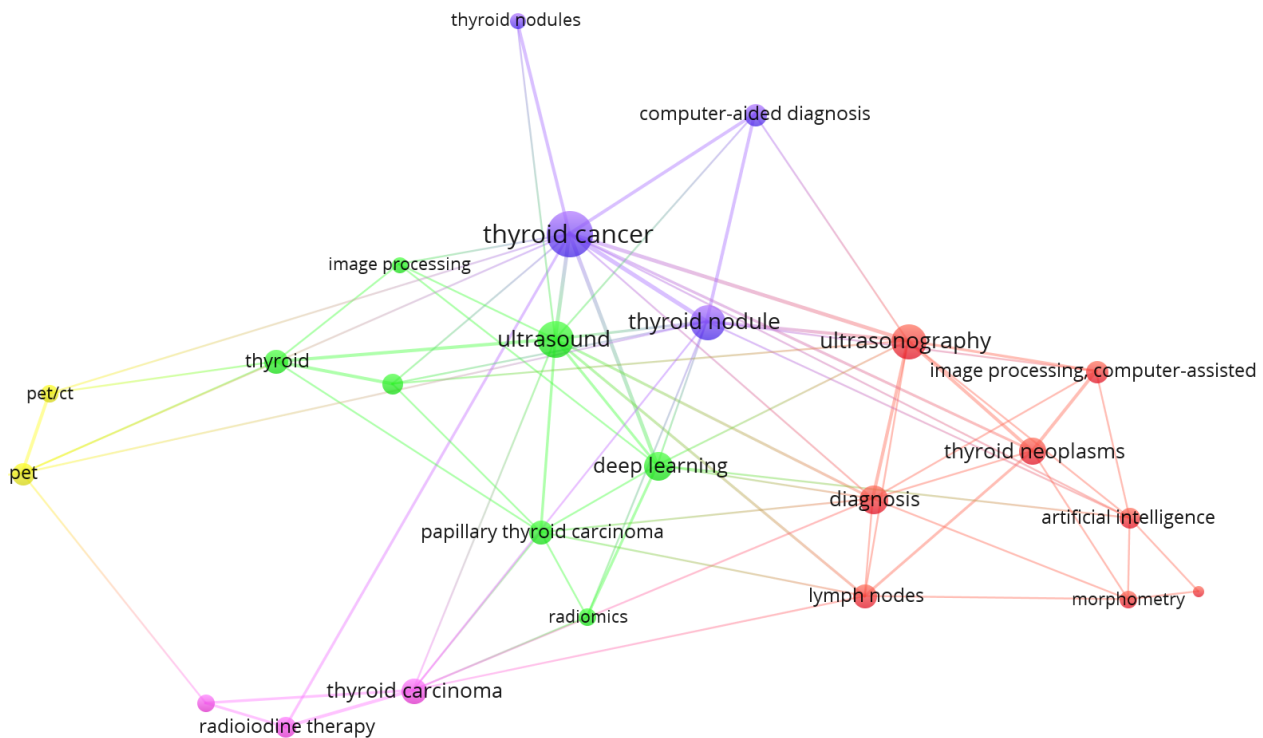 thyroid nodules
computer-aided diagnosis
thyroid cancer
image processing
thyroid nodule
ultrasound
ultrasonography
thyroid
image processing, computer-assisted
pet/ct
thyroid neoplasms
deep learning
pet
diagnosis
artificial intelligence
papillary thyroid carcinoma
lymph nodes
morphometry
radiomics
thyroid carcinoma
radioiodine therapy